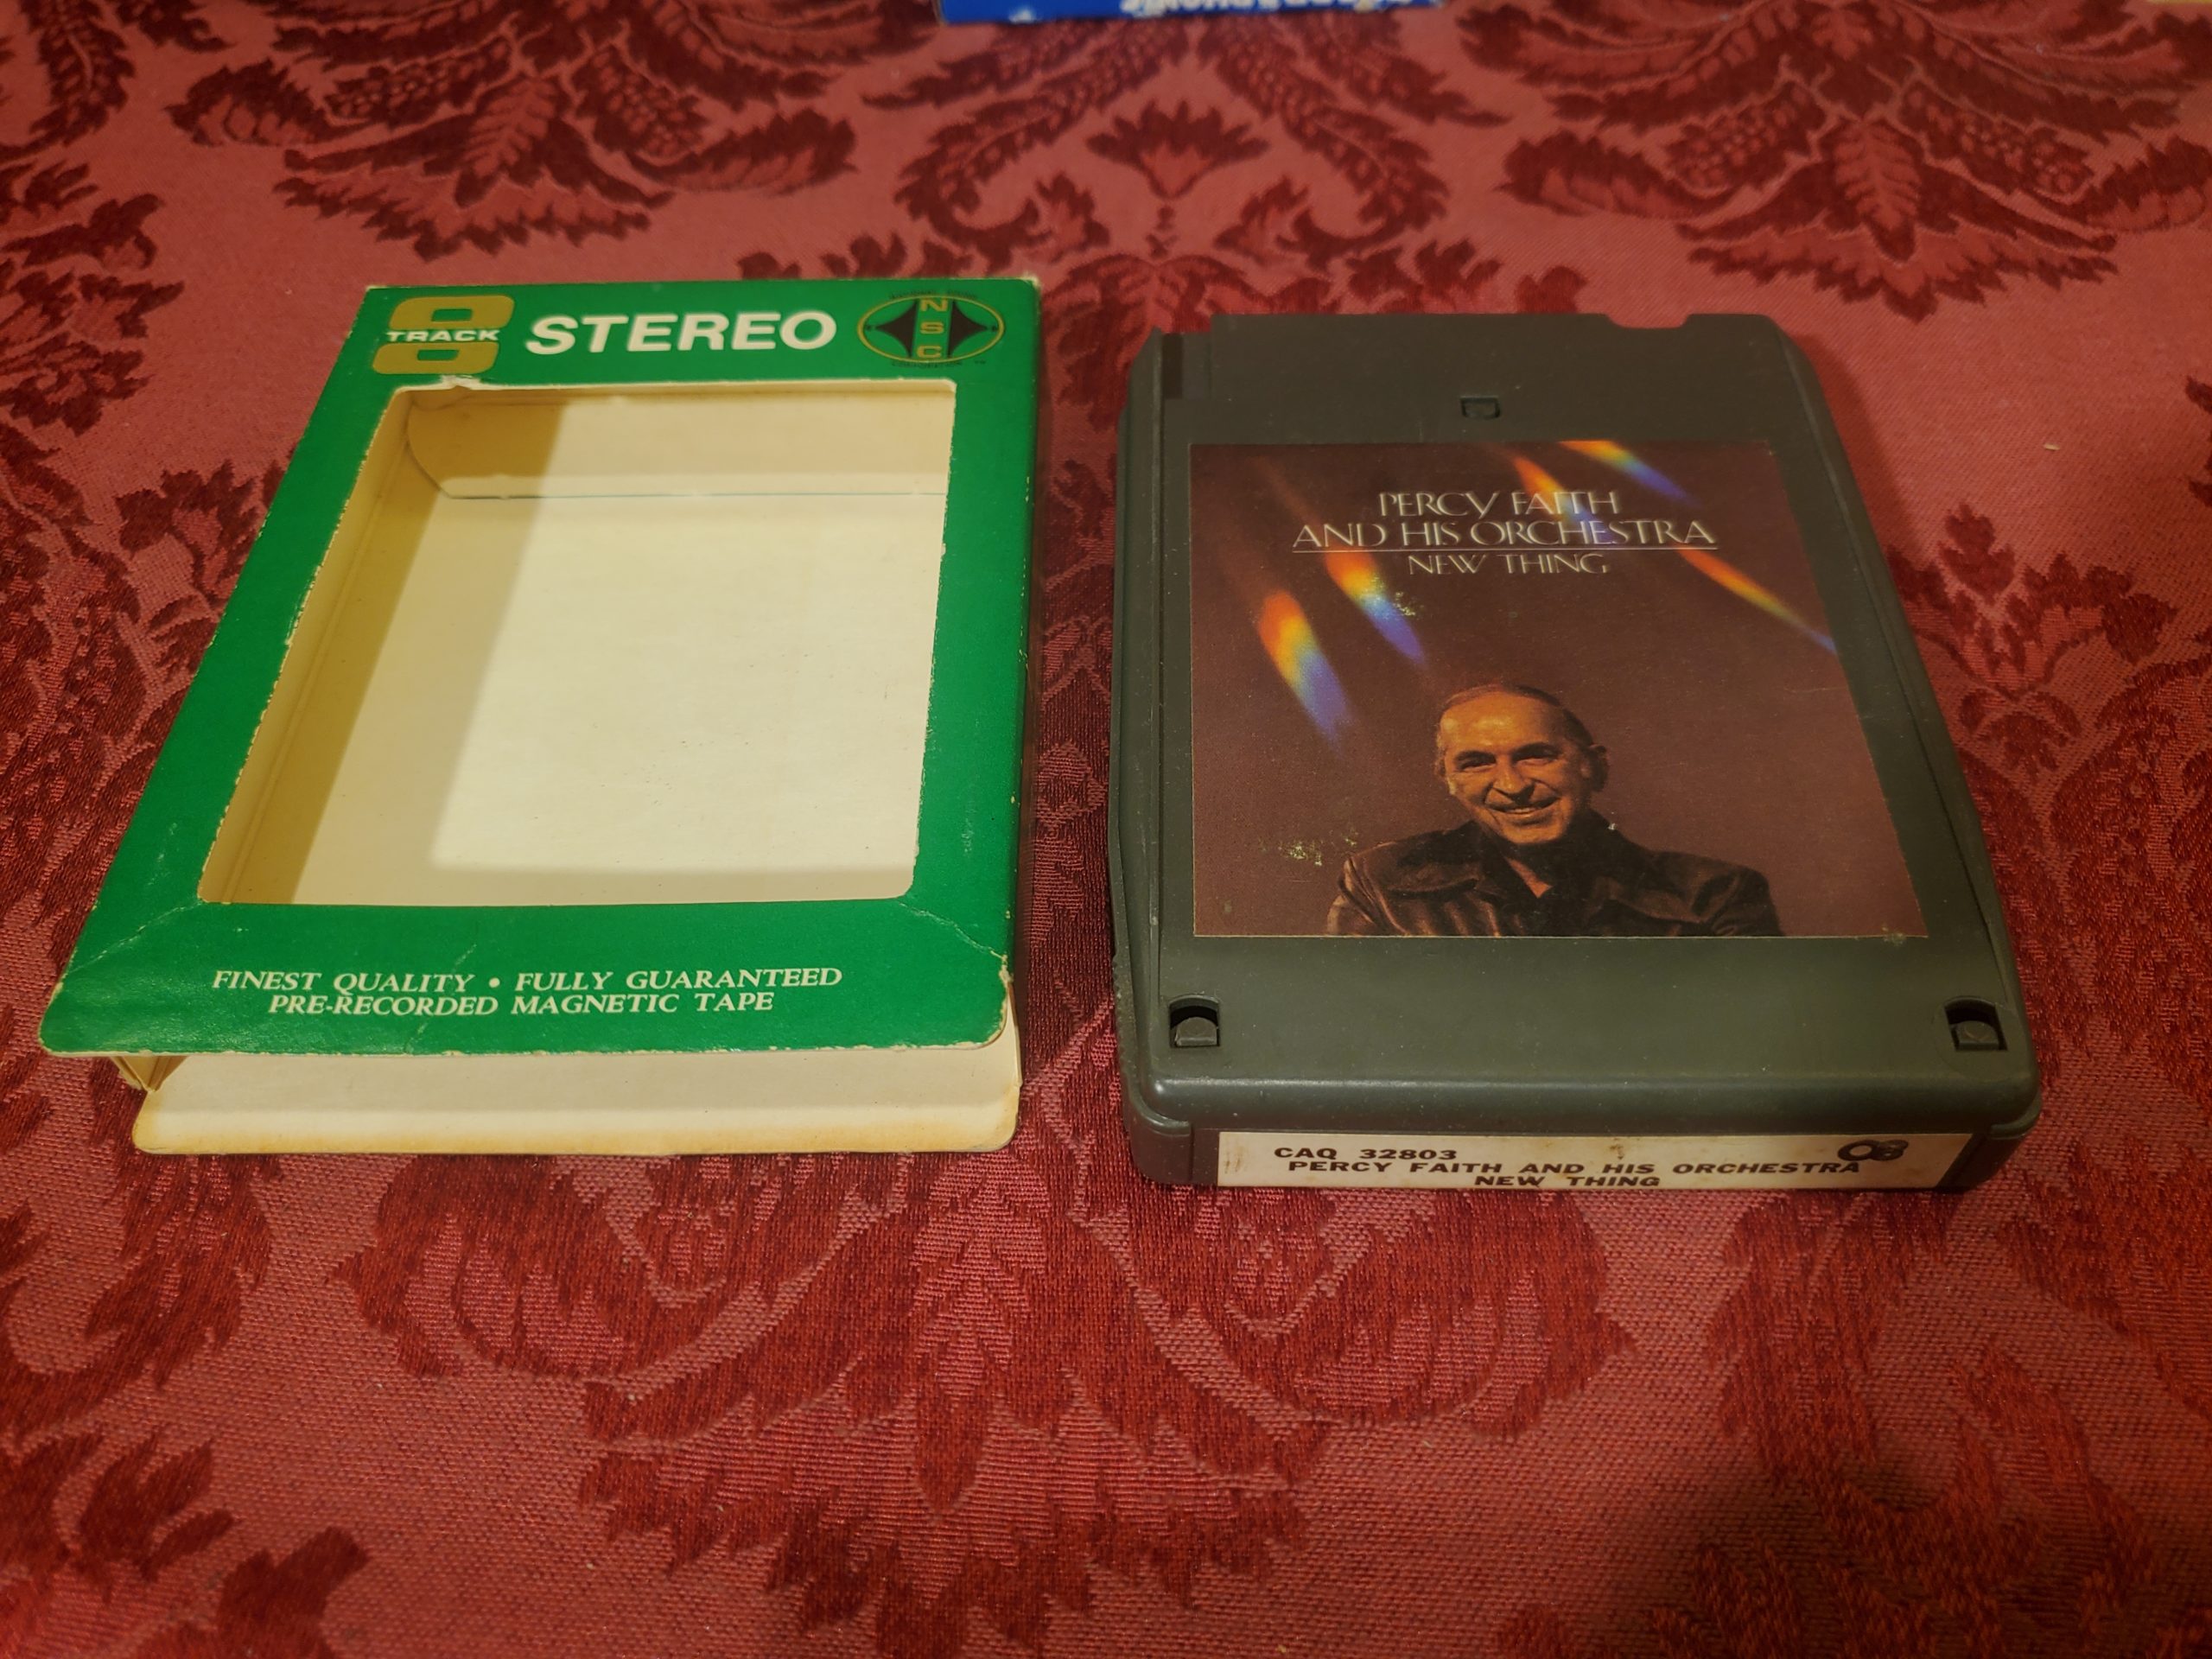 8
TRACK
STEREO
N
S
C
FINEST QUALITY • FULLY GUARANTEED
PRE-RECORDED MAGNETIC TAPE
PERCY FAITH
AND HIS ORCHESTRA
NEW THING
CAQ 32803
PERCY FAITH AND HIS ORCHESTRA
NEW THING